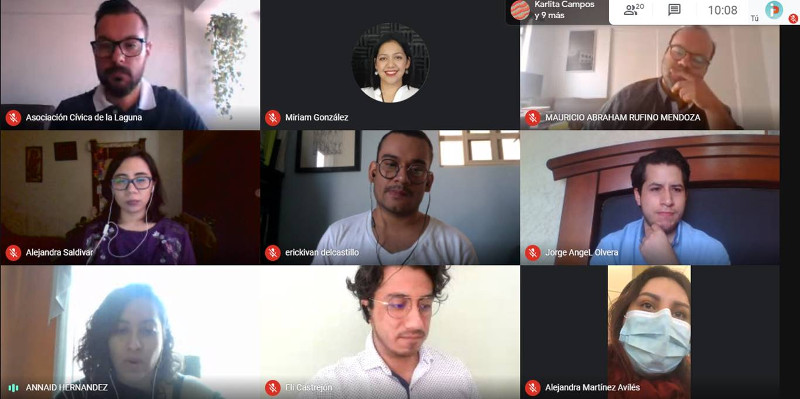 Karlita Campos
y 9 más
20
10:08
Tú
Asociación Cívica de la Laguna
Miriam González
MAURICIO ABRAHAM RUFINO MENDOZA
Alejandra Saldivar
erickivan delcastillo
Jorge AngeL Olvera
ANNAID HERNANDEZ
Eli Castrejón
Alejandra Martínez Avilés